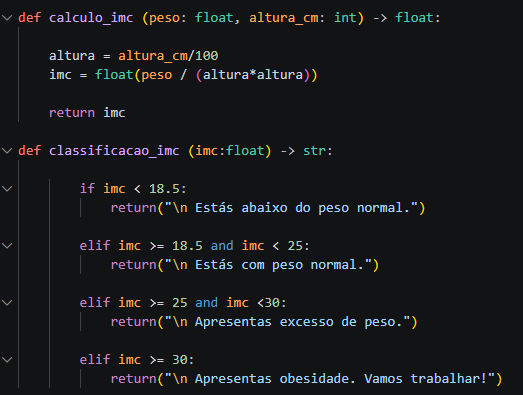 def calculo_imc (peso: float, altura_cm: int) -> float:
altura = altura_cm/100
imc = float(peso / (altura*altura))
return imc
def classificacao_imc (imc:float) -> str:
if imc < 18.5:
return("\n Estás abaixo do peso normal.")
elif imc >= 18.5 and imc < 25:
return("\n Estás com peso normal.")
elif imc >= 25 and imc <30:
return("\n Apresentas excesso de peso.")
elif imc >= 30:
return("\n Apresentas obesidade. Vamos trabalhar!")